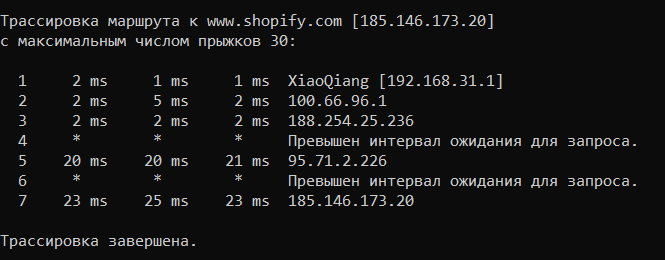 Трассировка маршрута к www.shopify.com [185.146.173.20]
с максимальным числом прыжков 30:
1 2 ms 1 ms 1 ms XiaoQiang [192.168.31.1]
2 2 ms 5 ms 2 ms 100.66.96.1
3 2 ms 2 ms 2 ms 188.254.25.236
4 * * * Превышен интервал ожидания для запроса.
5 20 ms 20 ms 21 ms 95.71.2.226
6 * * * Превышен интервал ожидания для запроса.
7 23 ms 25 ms 23 ms 185.146.173.20
Трассировка завершена.